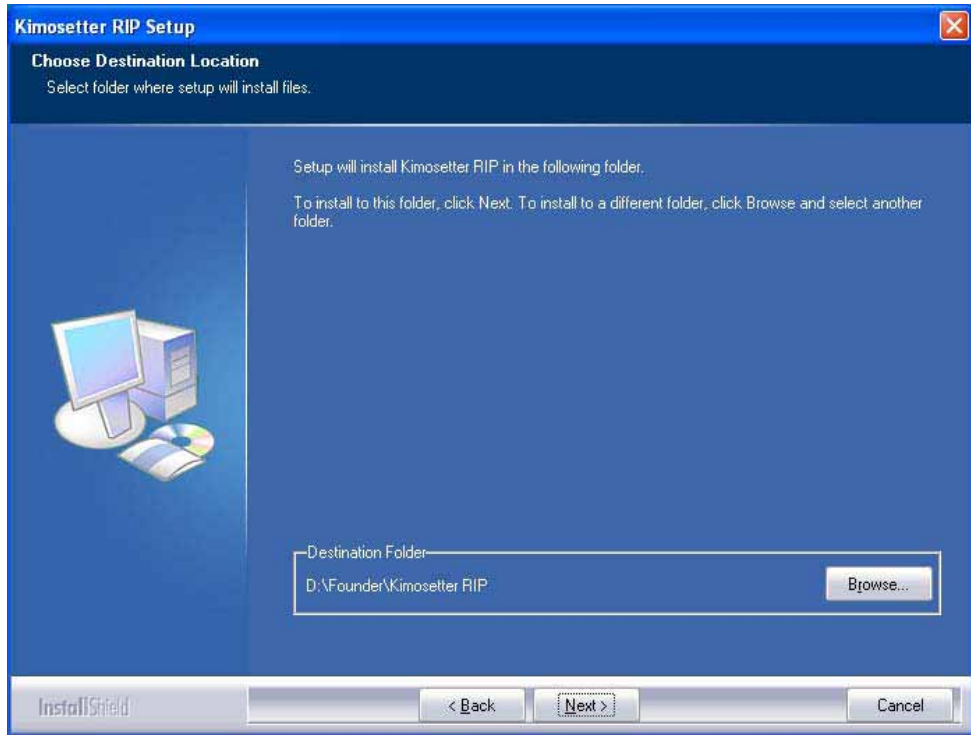 Kimosetter RIP Setup
Choose Destination Location
Select folder where setup will install files.
Setup will install Kimosetter RIP in the following folder.
To install to this folder, click Next. To install to a different folder, click Browse and select another
folder.
Destination Folder
D:\Founder\Kimosetter RIP
Browse...
InstallShield
< Back
Next >
Cancel